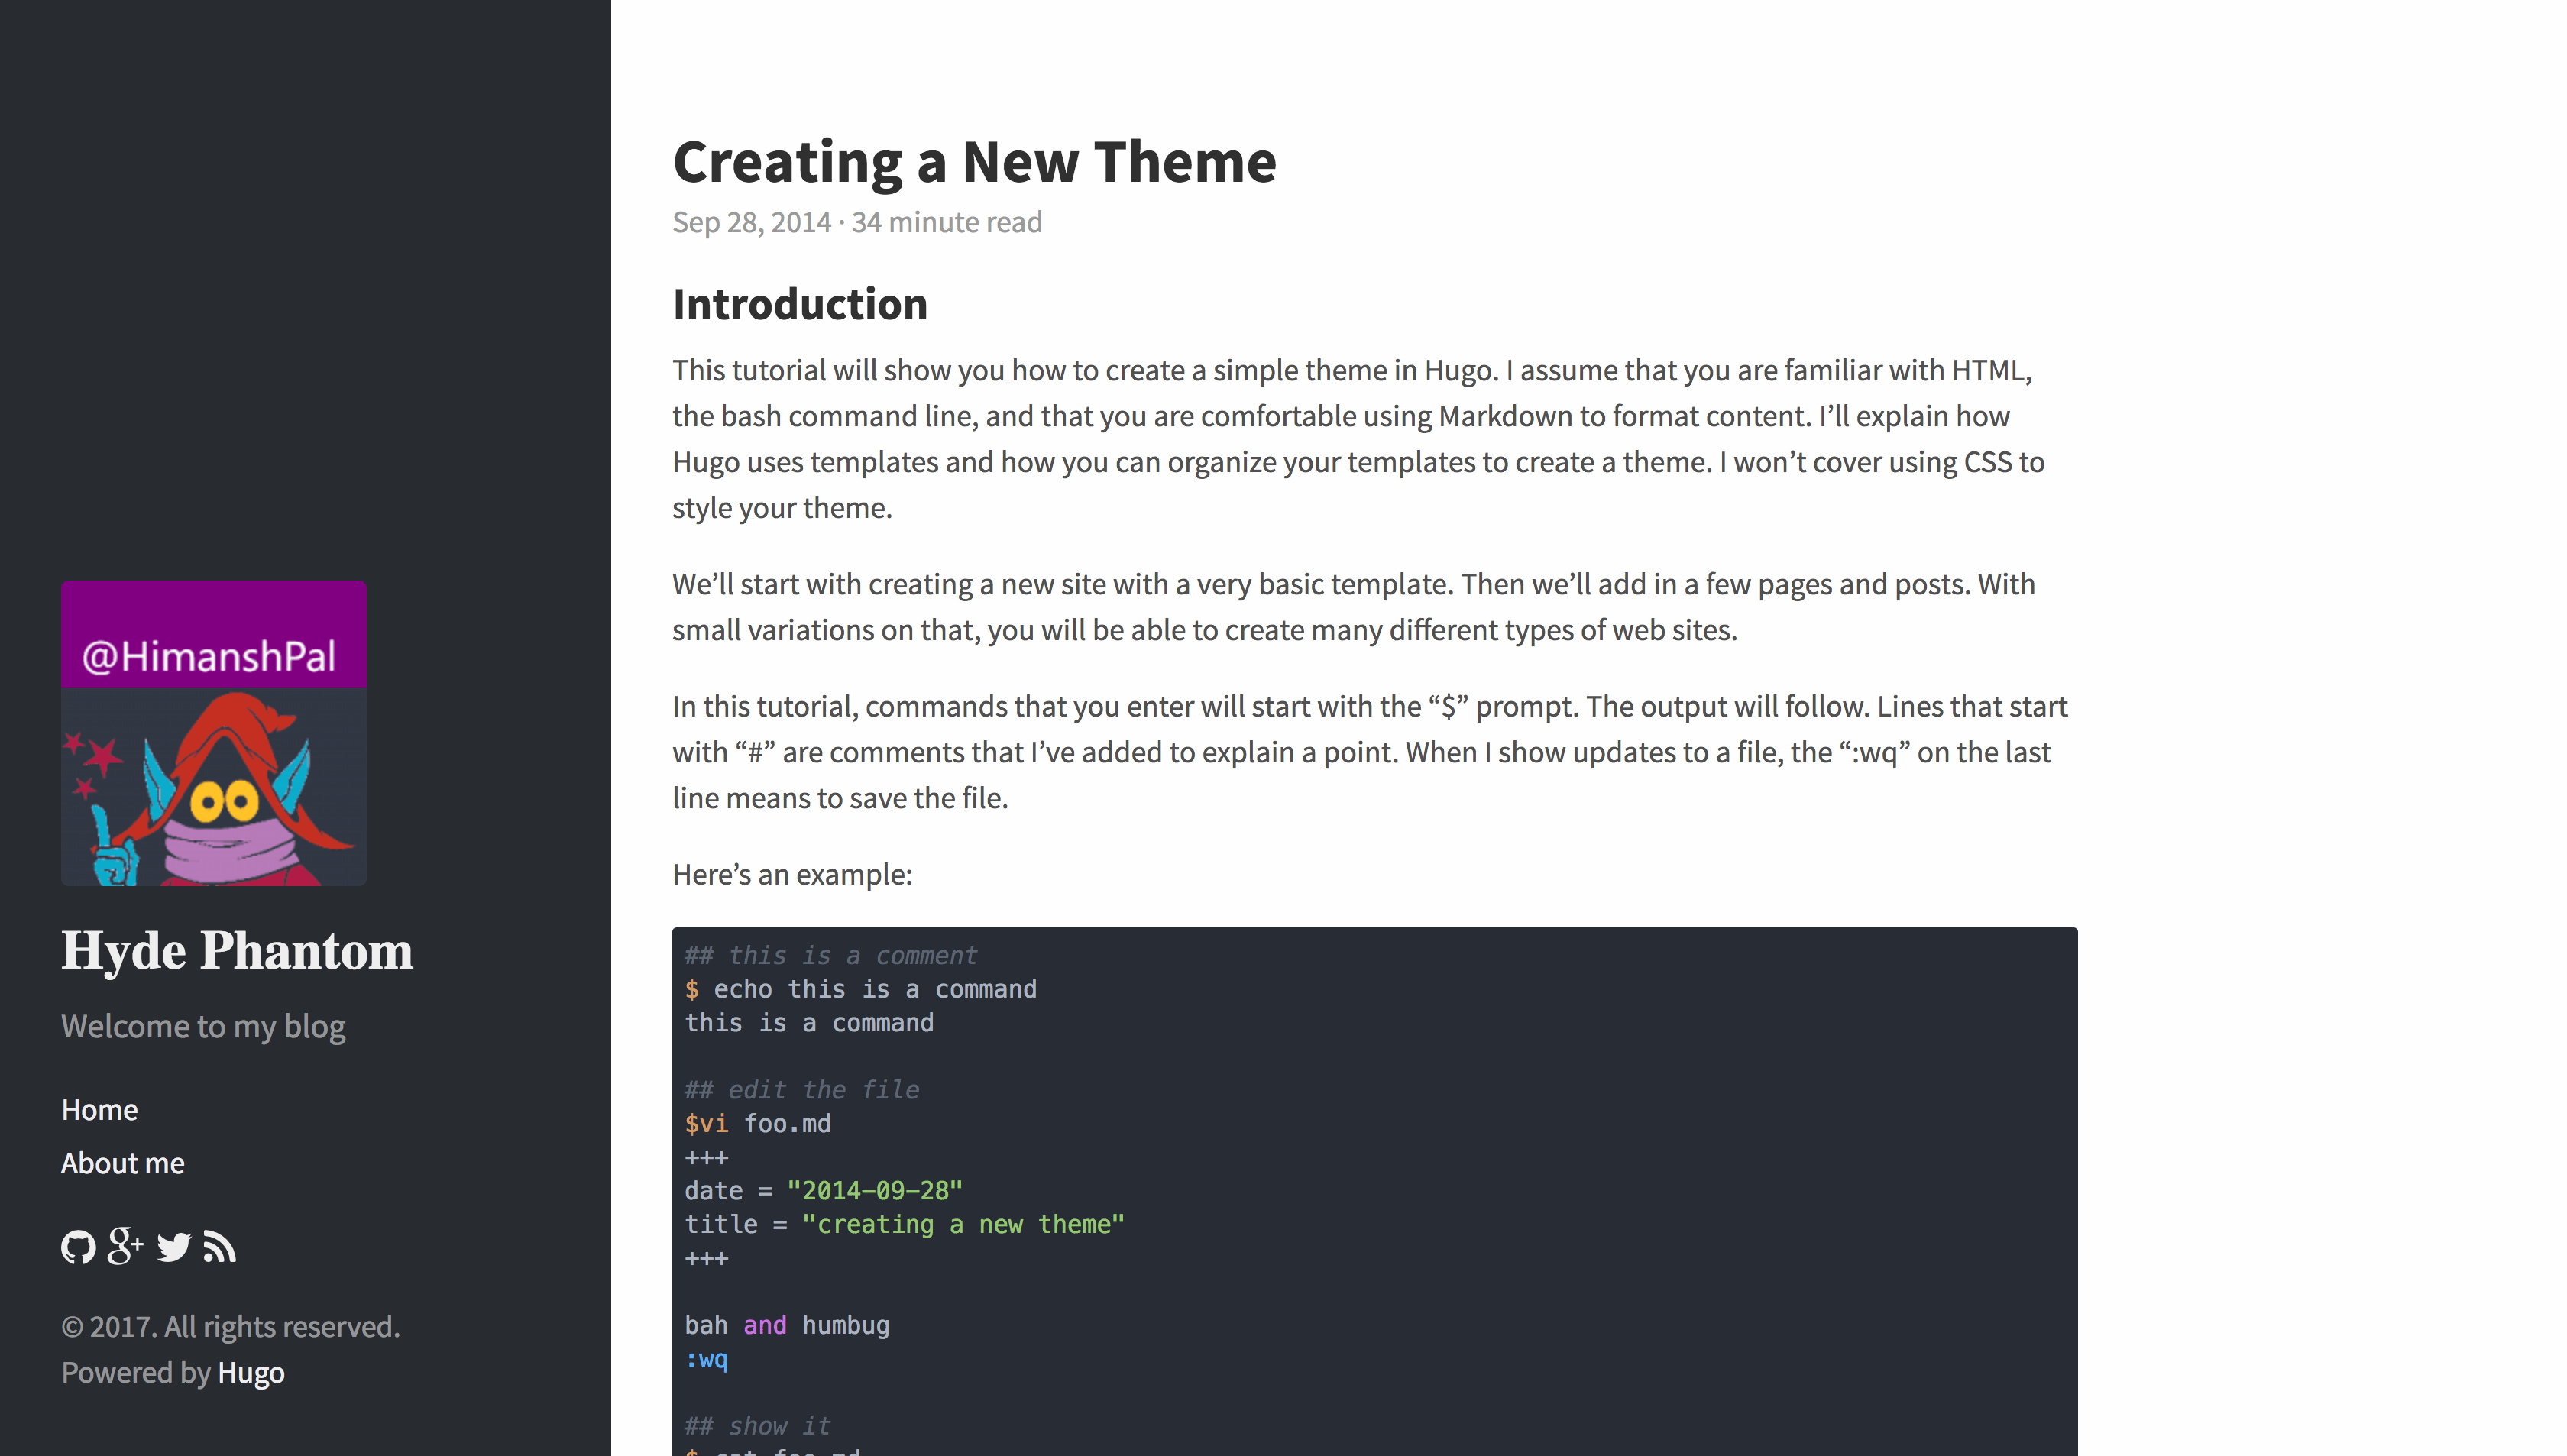 @HimanshPal
Hyde Phantom
Welcome to my blog
Home
About me
© 2017. All rights reserved.
Powered by Hugo
Creating a New Theme
Sep 28, 2014 · 34 minute read
Introduction
This tutorial will show you how to create a simple theme in Hugo. I assume that you are familiar with HTML,
the bash command line, and that you are comfortable using Markdown to format content. I’ll explain how
Hugo uses templates and how you can organize your templates to create a theme. I won’t cover using CSS to
style your theme.
We’ll start with creating a new site with a very basic template. Then we’ll add in a few pages and posts. With
small variations on that, you will be able to create many different types of web sites.
In this tutorial, commands that you enter will start with the “$” prompt. The output will follow. Lines that start
with “#” are comments that I’ve added to explain a point. When I show updates to a file, the “:wq” on the last
line means to save the file.
Here’s an example:
## this is a comment
$ echo this is a command
this is a command
## edit the file
$vi foo.md
+++
date = "2014-09-28"
title = "creating a new theme"
+++
bah and humbug
:wq
## show it
$ cat foo.md